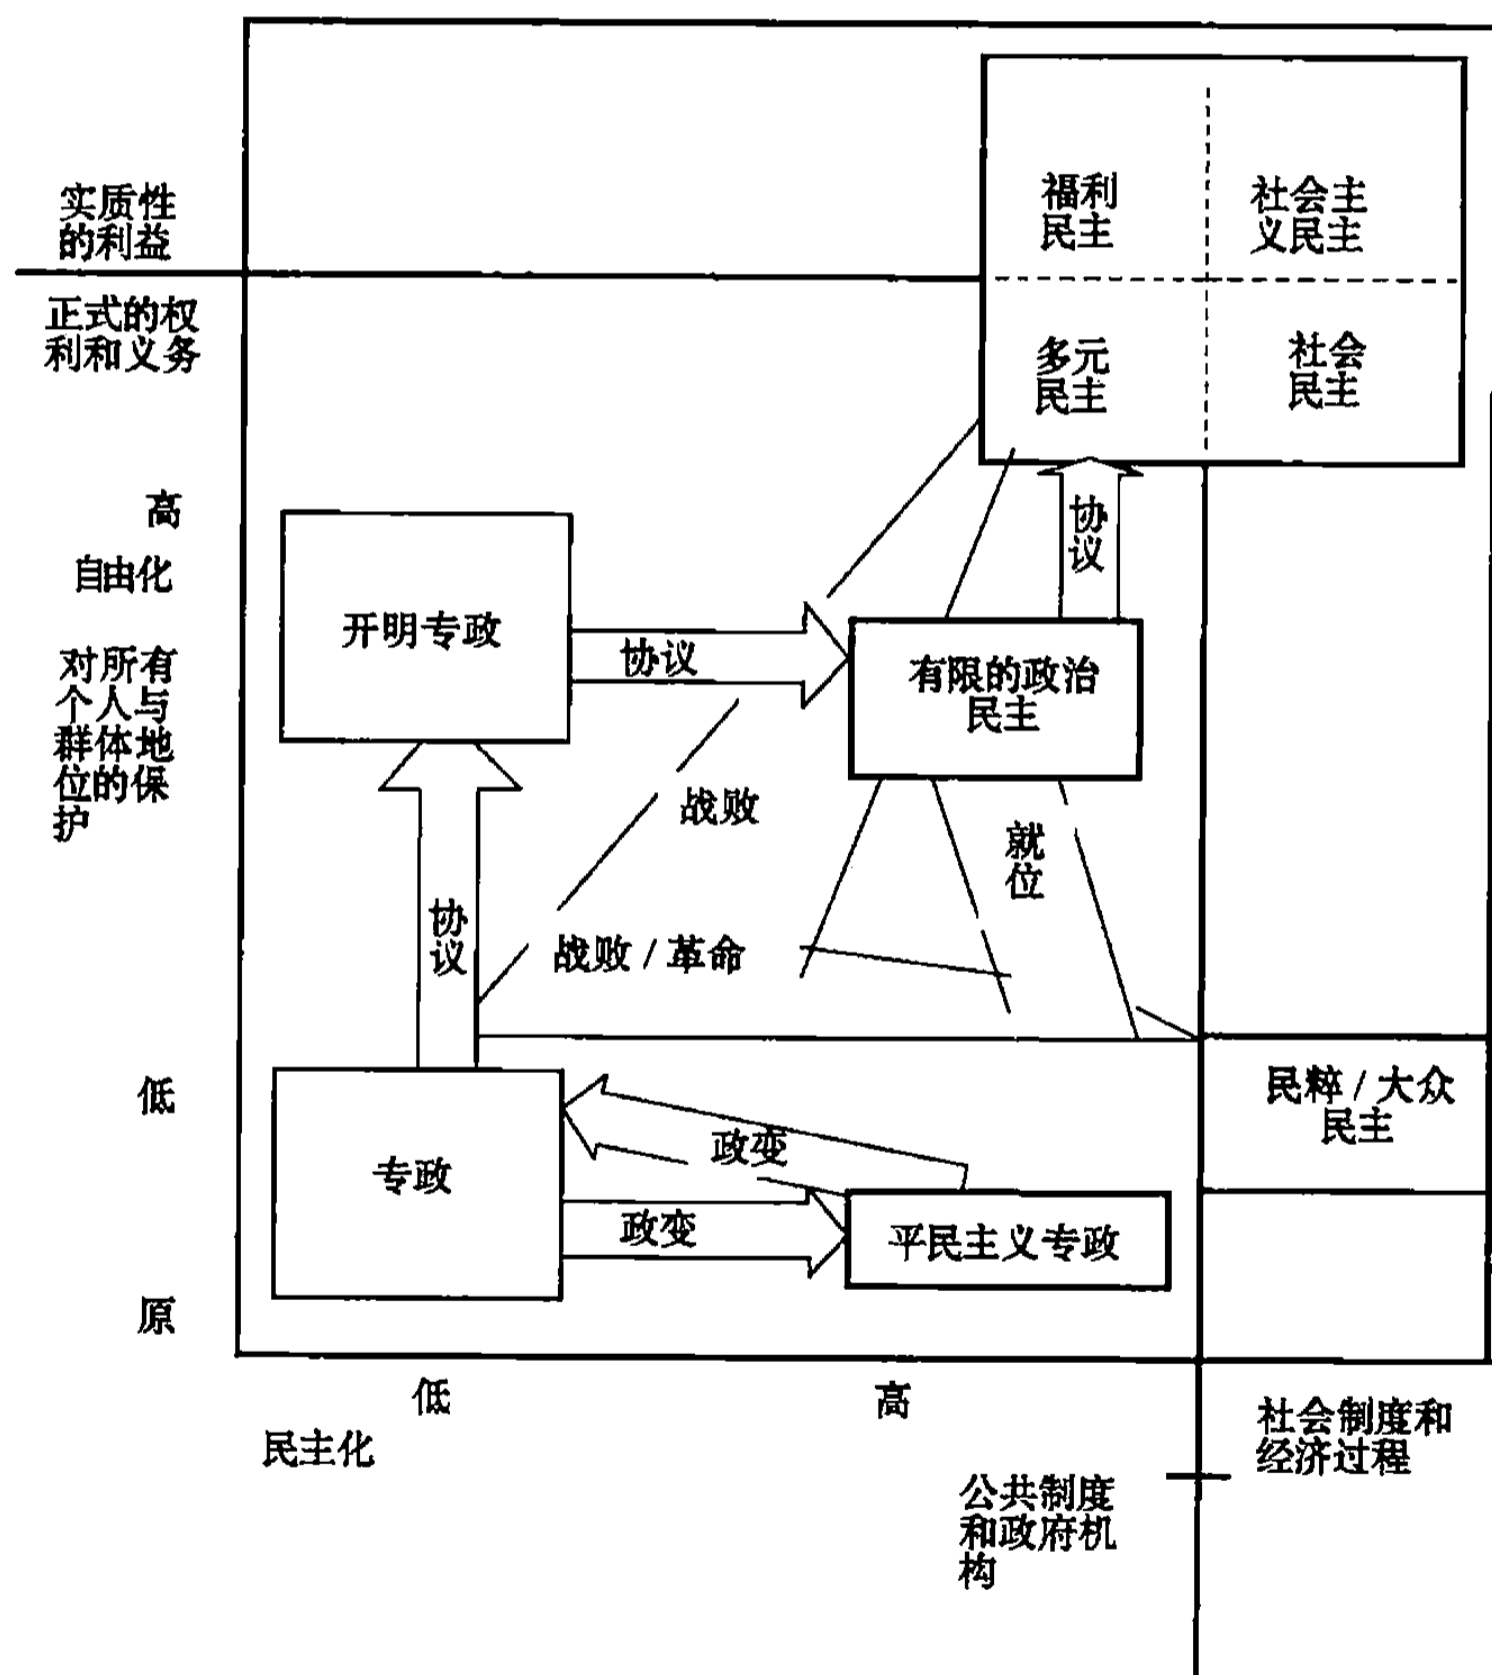 实质性
的利益
正式的权
利和义务
福利
民主
社会主
义民主
多元
民主
社会
民主
高
自由化
对所有
个人与
群体地
位的保
护
低
原
开明专政
协议
有限的政治
民主
协
议
战败
就
位
协
议
战败 / 革命
民粹 / 大众
民主
专政
政变
政变
平民主义专政
低
高
民主化
社会制度和
经济过程
公共制度
和政府机
构